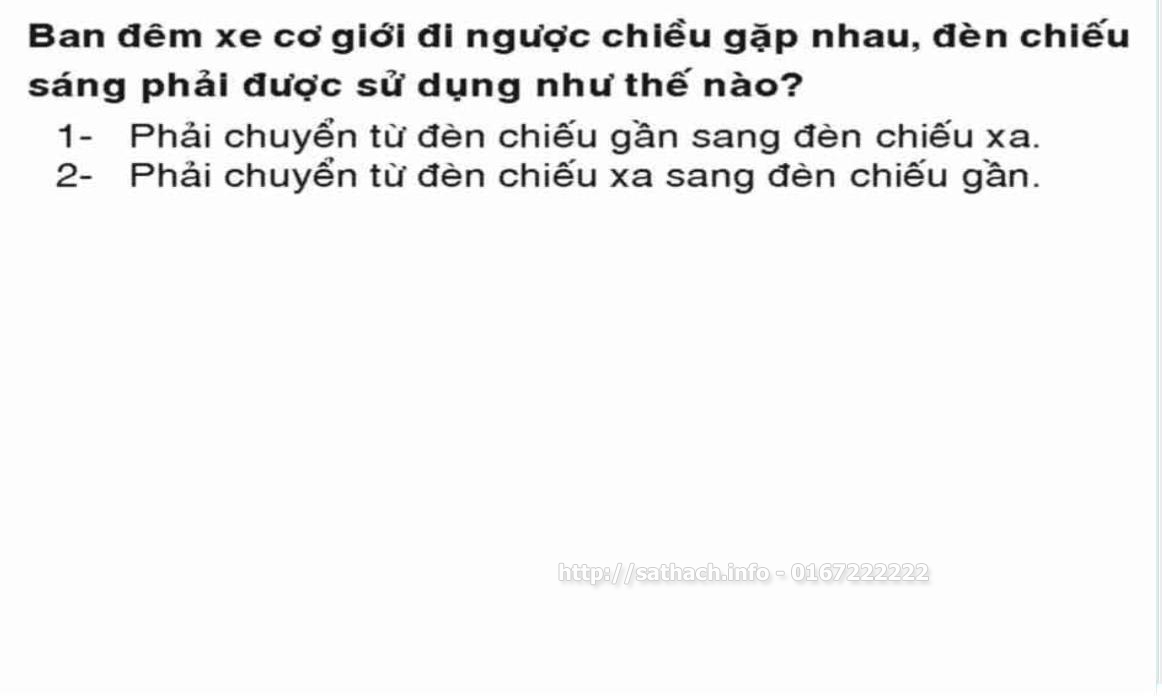 Ban đêm xe cơ giới đi ngược chiều gặp nhau, đèn chiếu
sáng phải được sử dụng như thế nào?
1- Phải chuyển từ đèn chiếu gần sang đèn chiếu xa.
2- Phải chuyển từ đèn chiếu xa sang đèn chiếu gần.
http://sathach.info - 0167222222